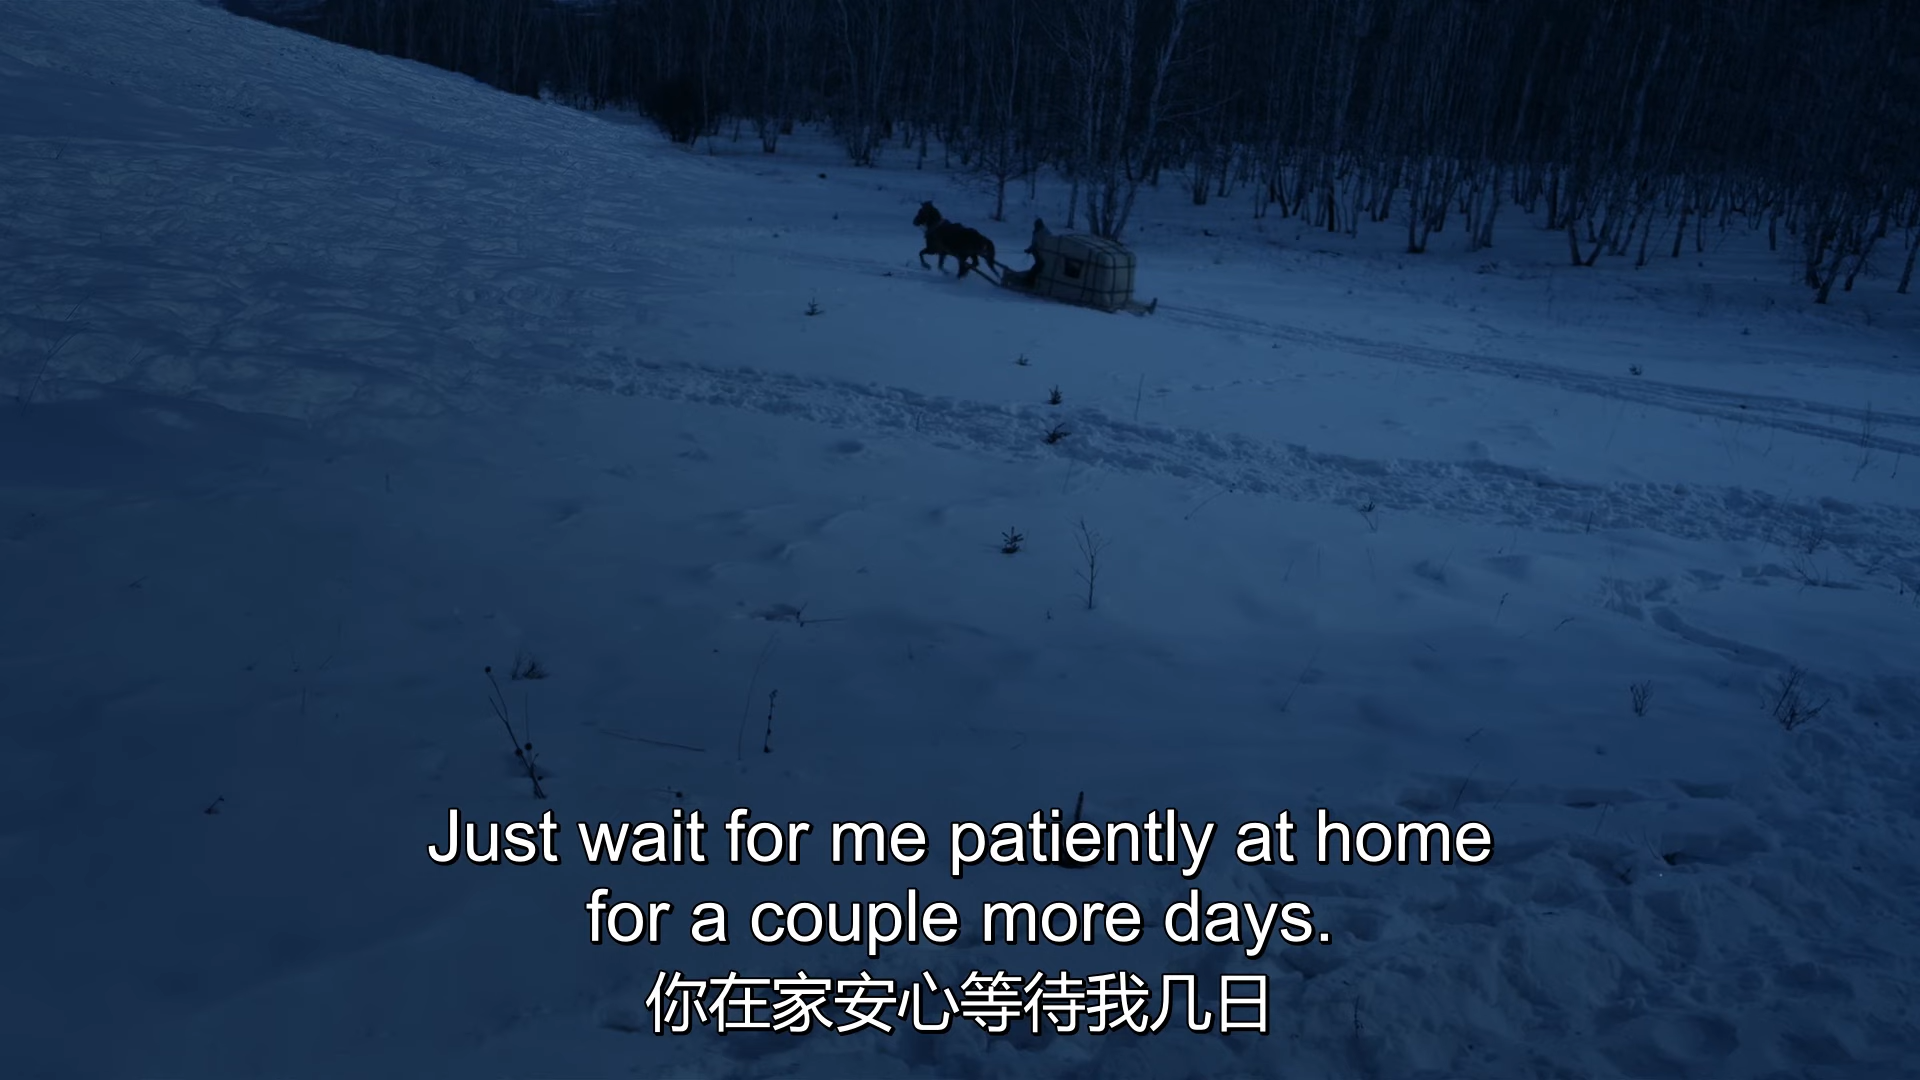 Just wait for me patiently at home
for a couple more days.
你在家安心等待我几日